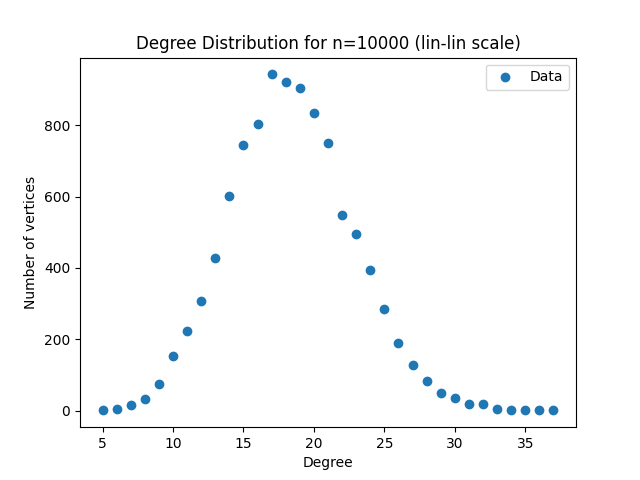 Degree Distribution for n=10000 (lin-lin scale)
Data
Number of vertices
800
600
400
200
0
5 10 15 20 25 30 35
Degree